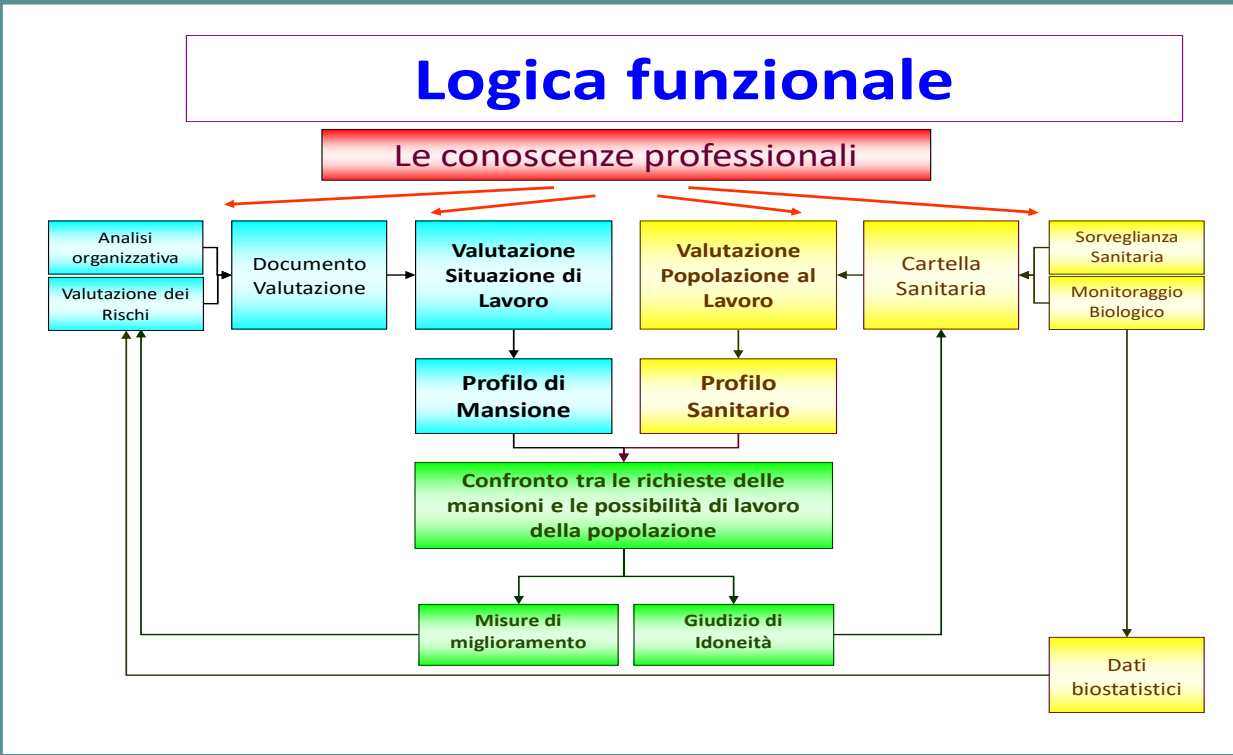 Logica funzionale
Le conoscenze professionali
Analisi
organizzativa
Valutazione dei
Rischi
Documento
Valutazione
Valutazione
Situazione di
Lavoro
Valutazione
Popolazione al
Lavoro
Cartella
Sanitaria
Sorveglianza
Sanitaria
Monitoraggio
Biologico
Profilo di
Mansione
Profilo
Sanitario
Confronto tra le richieste delle
mansioni e le possibilità di lavoro
della popolazione
Misure di
miglioramento
Giudizio di
Idoneità
Dati
biostatistici